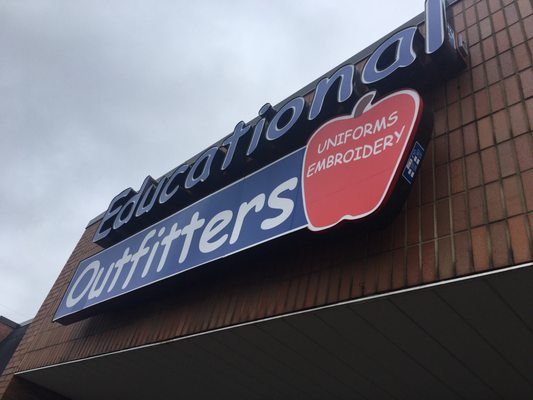 Educational
Outfitters
UNIFORMS
EMBROIDERY